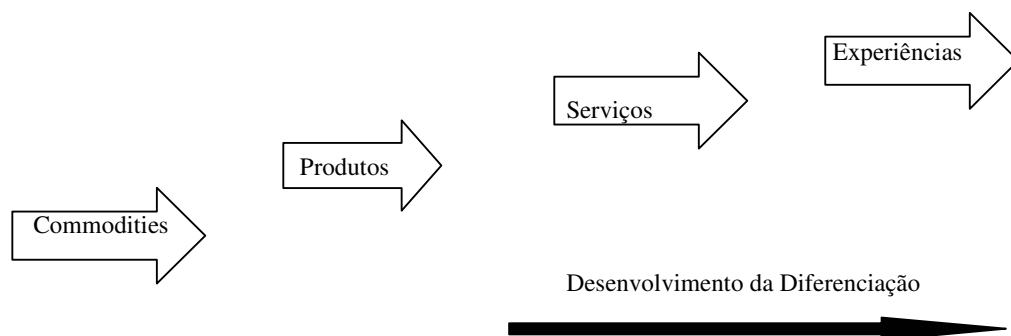 Experiências
Serviços
Produtos
Commodities
Desenvolvimento da Diferenciação